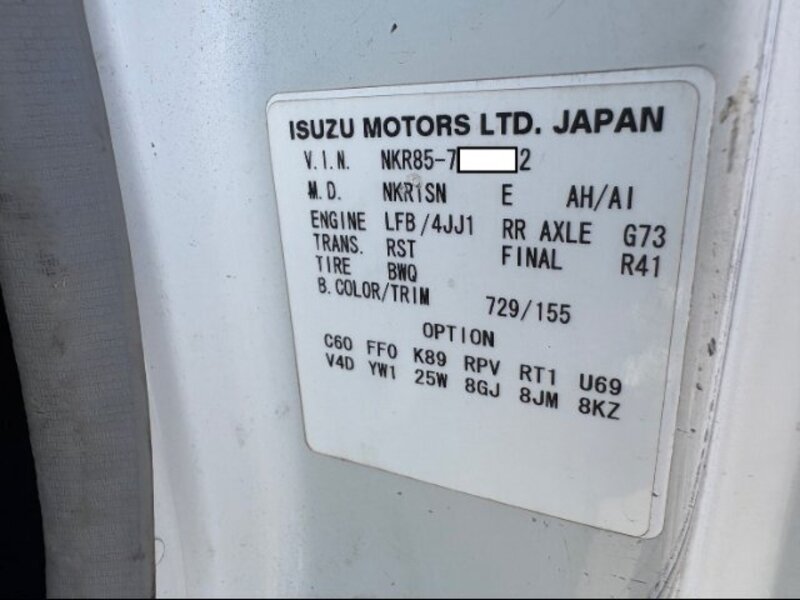 ISUZU MOTORS LTD. JAPAN
V.I.N. NKR85-7 2
M.D. NKR1SN E AH/AI
ENGINE LFB/4JJ1 RR AXLE G73
TRANS. RST FINAL R41
TIRE BWQ
B.COLOR/TRIM 729/155
OPTION
C60 FF0 K89 RPV RT1 U69
V4D YW1 25W 8GJ 8JM 8KZ